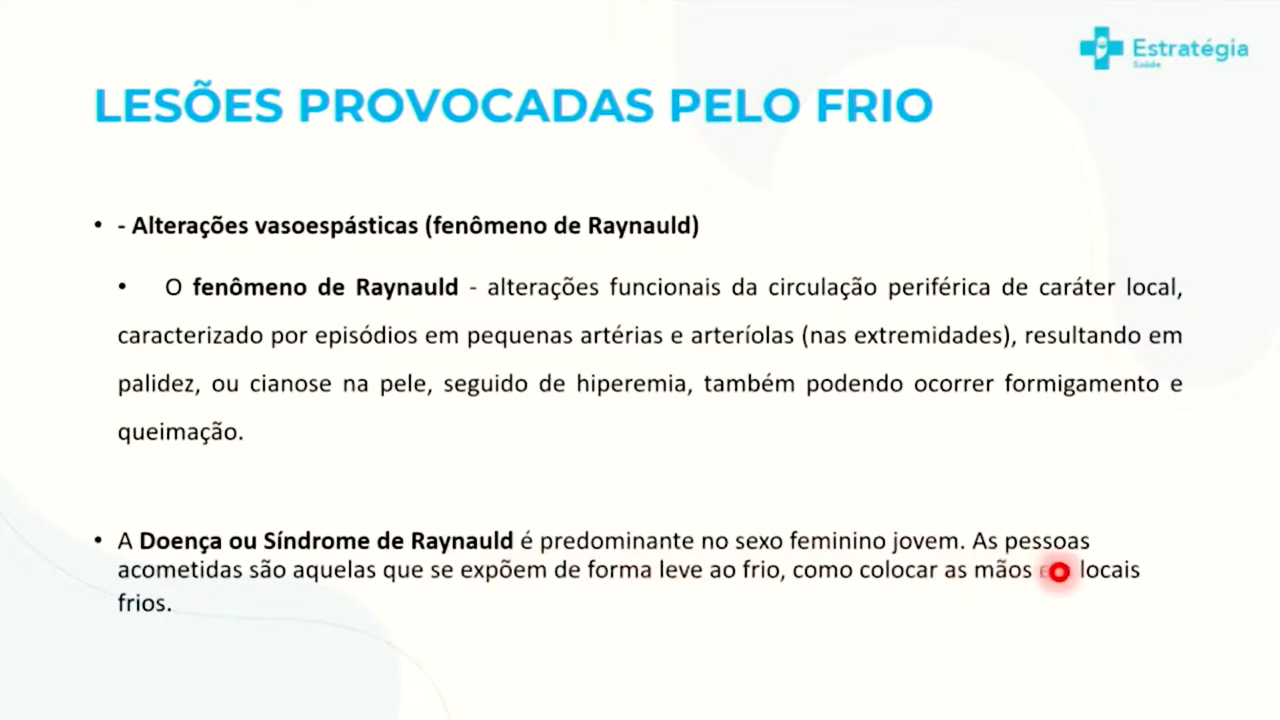 Estratégia
Saúde
LESÕES PROVOCADAS PELO FRIO
• - Alterações vasoespásticas (fenômeno de Raynauld)
• O fenômeno de Raynauld - alterações funcionais da circulação periférica de caráter local,
caracterizado por episódios em pequenas artérias e arteríolas (nas extremidades), resultando em
palidez, ou cianose na pele, seguido de hiperemia, também podendo ocorrer formigamento e
queimação.
• A Doença ou Síndrome de Raynauld é predominante no sexo feminino jovem. As pessoas
acometidas são aquelas que se expõem de forma leve ao frio, como colocar as mãos locais
frios.